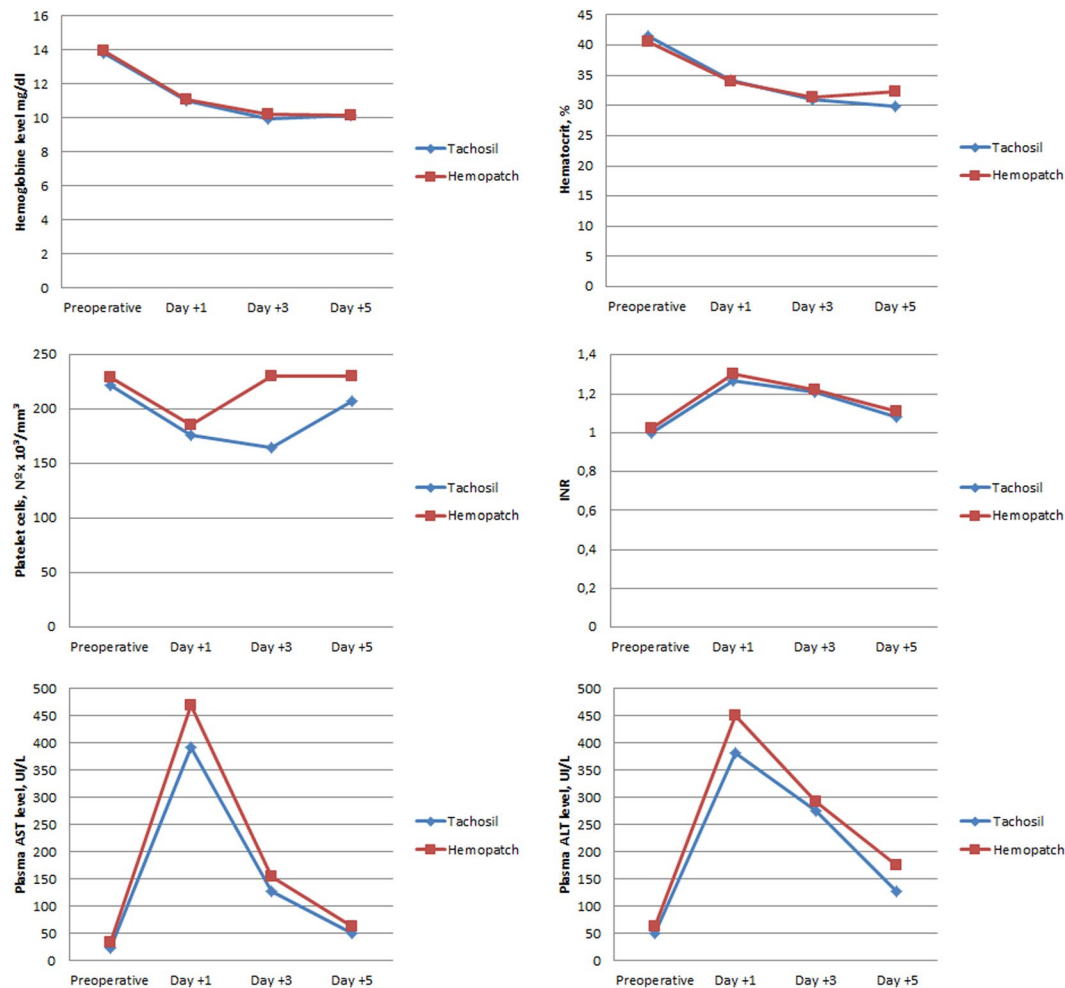 Hemoglobine level mg/dl
16
14
12
10
8
6
4
2
0
Preoperative Day +1 Day +3 Day +5
Tachosil
Hemopatch
Hematocrit, %
45
40
35
30
25
20
15
10
5
0
Preoperative Day +1 Day +3 Day +5
Tachosil
Hemopatch
Platelet cells, Nº x 10³/mm³
250
200
150
100
50
0
Preoperative Day +1 Day +3 Day +5
Tachosil
Hemopatch
INR
1,4
1,2
1
0,8
0,6
0,4
0,2
0
Preoperative Day +1 Day +3 Day +5
Tachosil
Hemopatch
Plasma AST level, UI/L
500
450
400
350
300
250
200
150
100
50
0
Preoperative Day +1 Day +3 Day +5
Tachosil
Hemopatch
Plasma ALT level, UI/L
500
450
400
350
300
250
200
150
100
50
0
Preoperative Day +1 Day +3 Day +5
Tachosil
Hemopatch